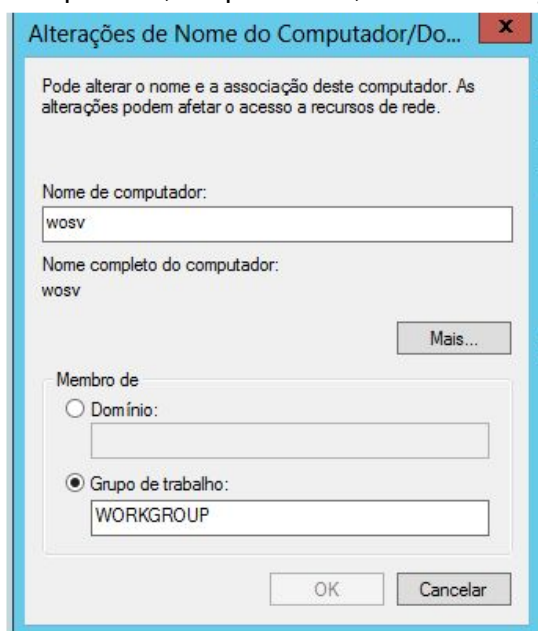 Alterações de Nome do Computador/Do...
x
Pode alterar o nome e a associação deste computador. As
alterações podem afetar o acesso a recursos de rede.
Nome de computador:
wosv
Nome completo do computador:
wosv
Mais...
Membro de
Domínio:
Grupo de trabalho:
WORKGROUP
OK
Cancelar